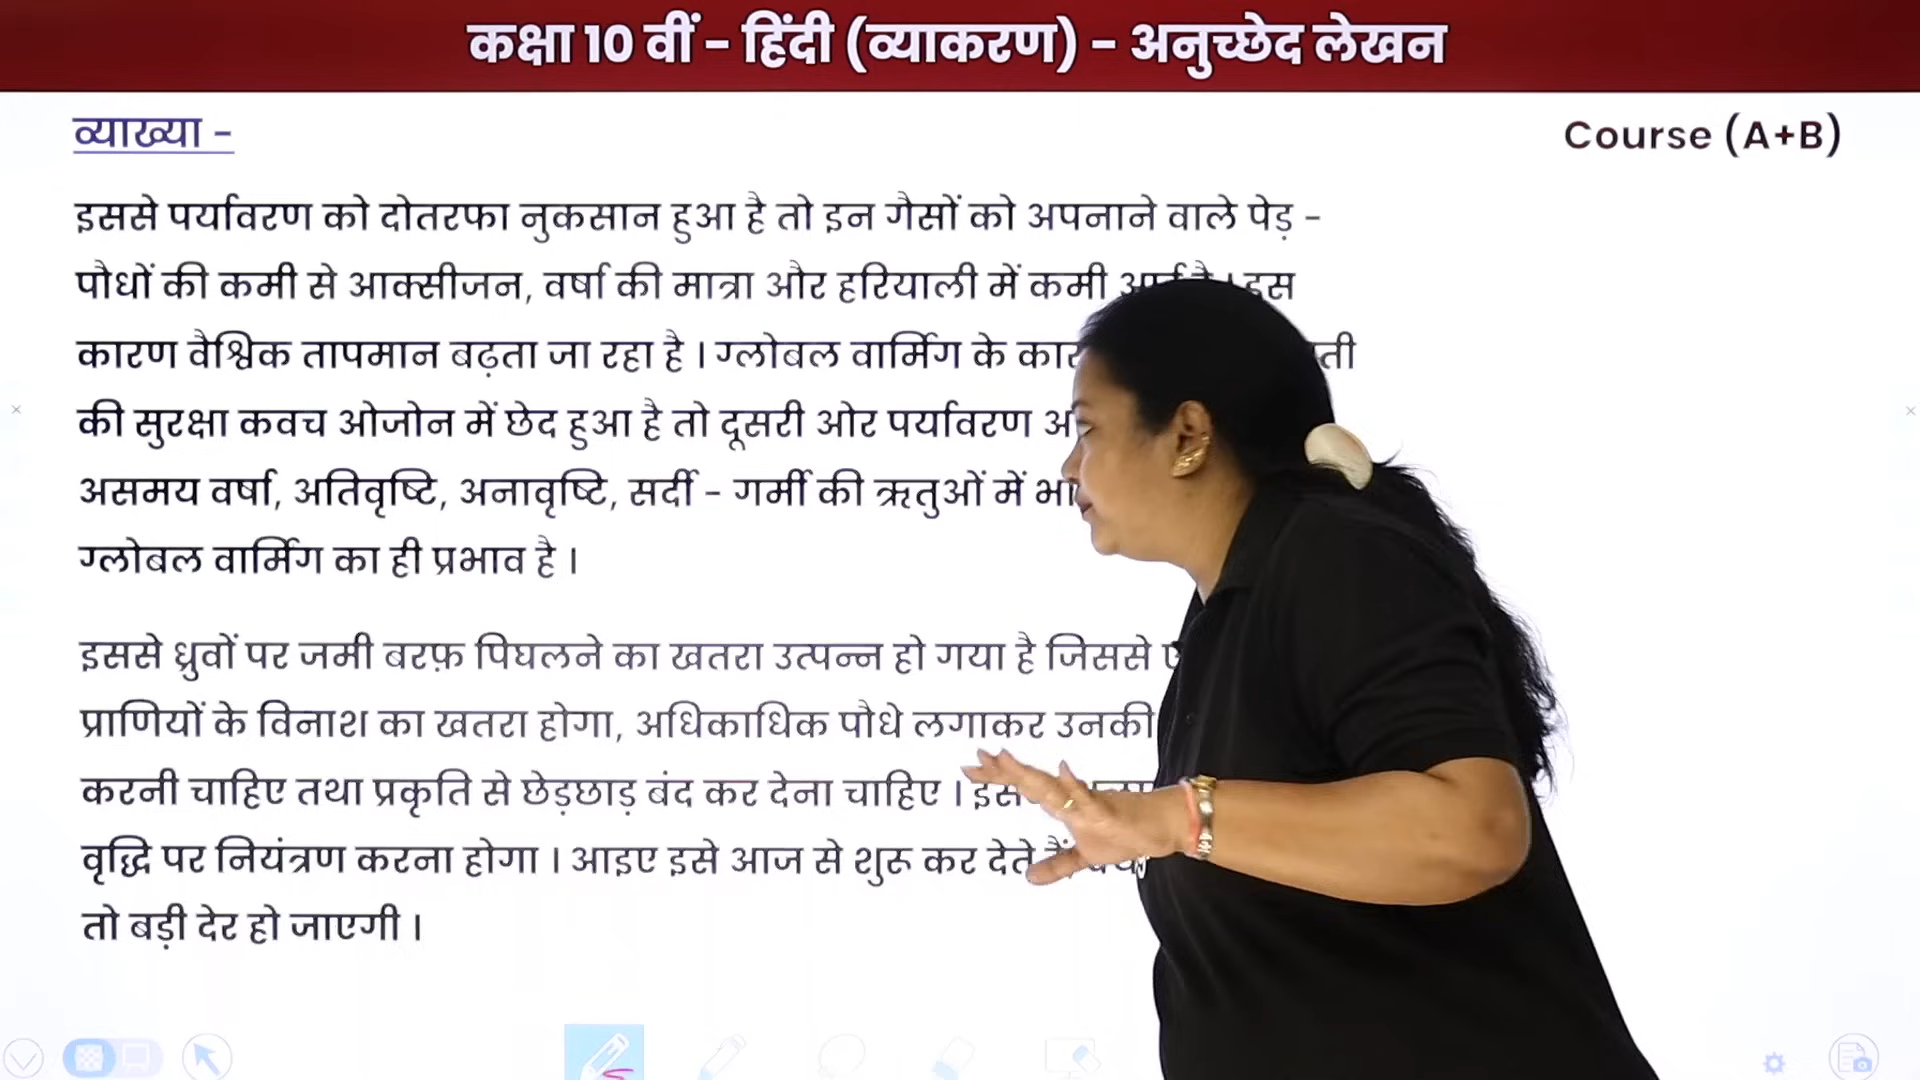 कक्षा 10 वीं - हिंदी (व्याकरण) - अनुच्छेद लेखन
व्याख्या -
Course (A+B)
इससे पर्यावरण को दोतरफा नुकसान हुआ है तो इन गैसों को अपनाने वाले पेड़ -
पौधों की कमी से आक्सीजन, वर्षा की मात्रा और हरियाली में कमी आई है । इस
कारण वैश्विक तापमान बढ़ता जा रहा है । ग्लोबल वार्मिंग के
की सुरक्षा कवच ओजोन में छेद हुआ है तो दूसरी ओर पर्यावरण
असमय वर्षा, अतिवृष्टि, अनावृष्टि, सर्दी - गर्मी की ऋतुओं में
ग्लोबल वार्मिंग का ही प्रभाव है ।
इससे ध्रुवों पर जमी बरफ़ पिघलने का खतरा उत्पन्न हो गया है जिससे
प्राणियों के विनाश का खतरा होगा, अधिकाधिक पौधे लगाकर उनकी
करनी चाहिए तथा प्रकृति से छेड़छाड़ बंद कर देना चाहिए ।
वृद्धि पर नियंत्रण करना होगा । आइए इसे आज से शुरू कर देते
तो बड़ी देर हो जाएगी ।